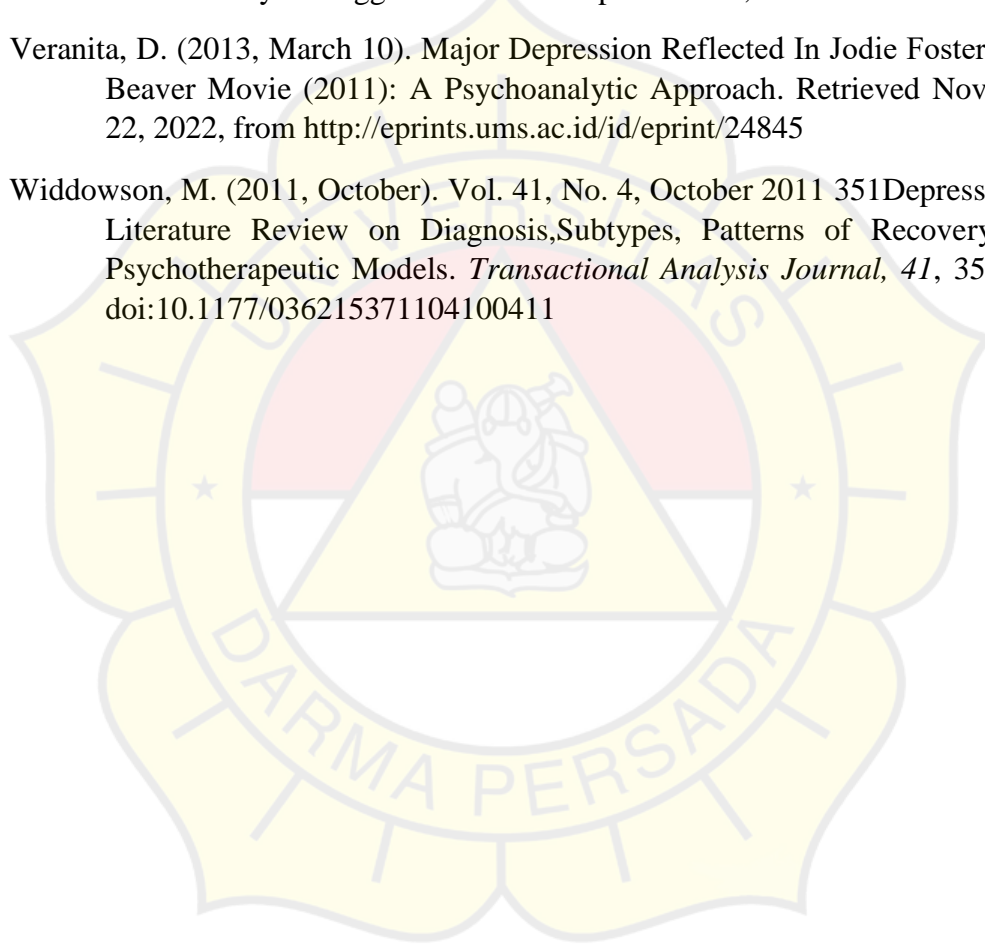 Veranita, D. (2013, March 10). Major Depression Reflected In Jodie Foster
Beaver Movie (2011): A Psychoanalytic Approach. Retrieved Nov
22, 2022, from http://eprints.ums.ac.id/id/eprint/24845
Widdowson, M. (2011, October). Vol. 41, No. 4, October 2011 351Depress
Literature Review on Diagnosis,Subtypes, Patterns of Recovery
Psychotherapeutic Models. Transactional Analysis Journal, 41, 35
doi:10.1177/036215371104100411
UNIVERSITAS
DARMA PERSADA